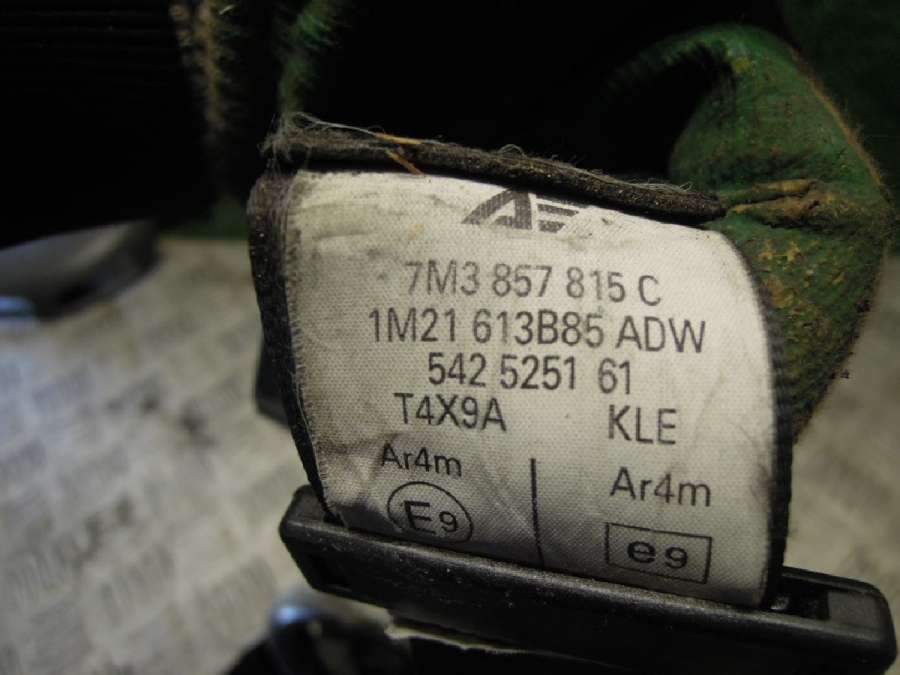 7M3 857 815 C
1M21 613B85 ADW
542 5251 61
T4X9A KLE
Ar4m Ar4m
E9 e9